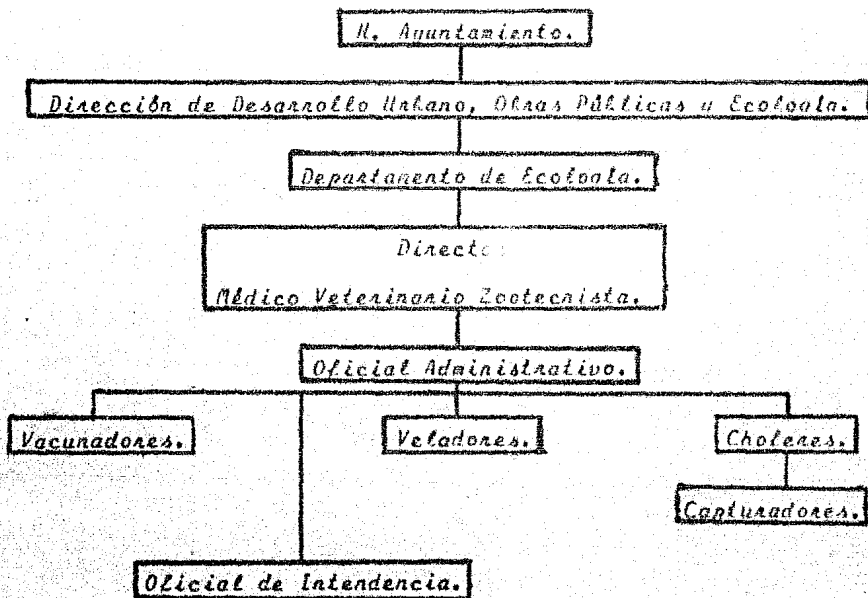 H. Ayuntamiento.
Dirección de Desarrollo Urbano, Obras Públicas y Ecología.
Departamento de Ecología.
Director
Médico Veterinario Zootecnista.
Oficial Administrativo.
Vacunadores.
Veladores.
Choferes.
Capturadores.
Oficial de Intendencia.